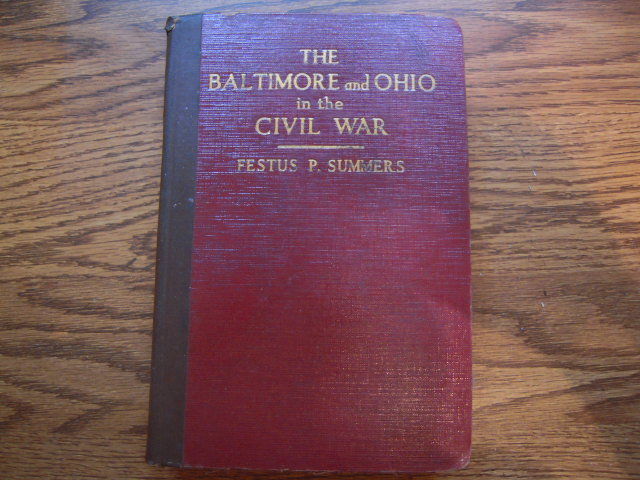 THE
BALTIMORE and OHIO
in the
CIVIL WAR
FESTUS P. SUMMERS